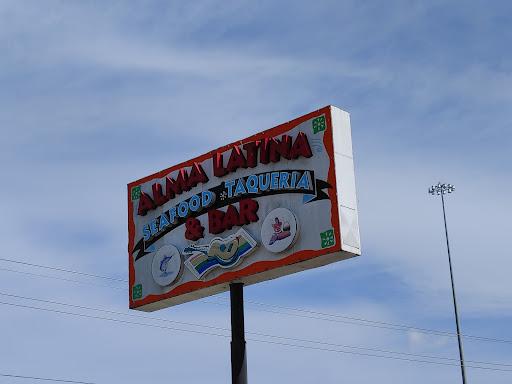 ALMA LATINA
SEAFOOD * TAQUERIA
& BAR